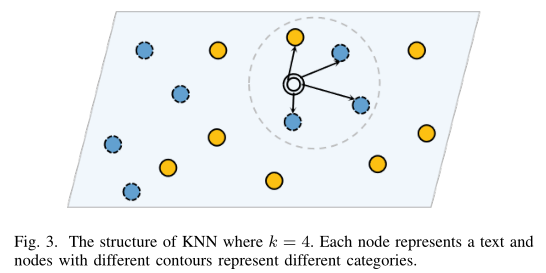 Fig. 3. The structure of KNN where k = 4. Each node represents a text and
nodes with different contours represent different categories.